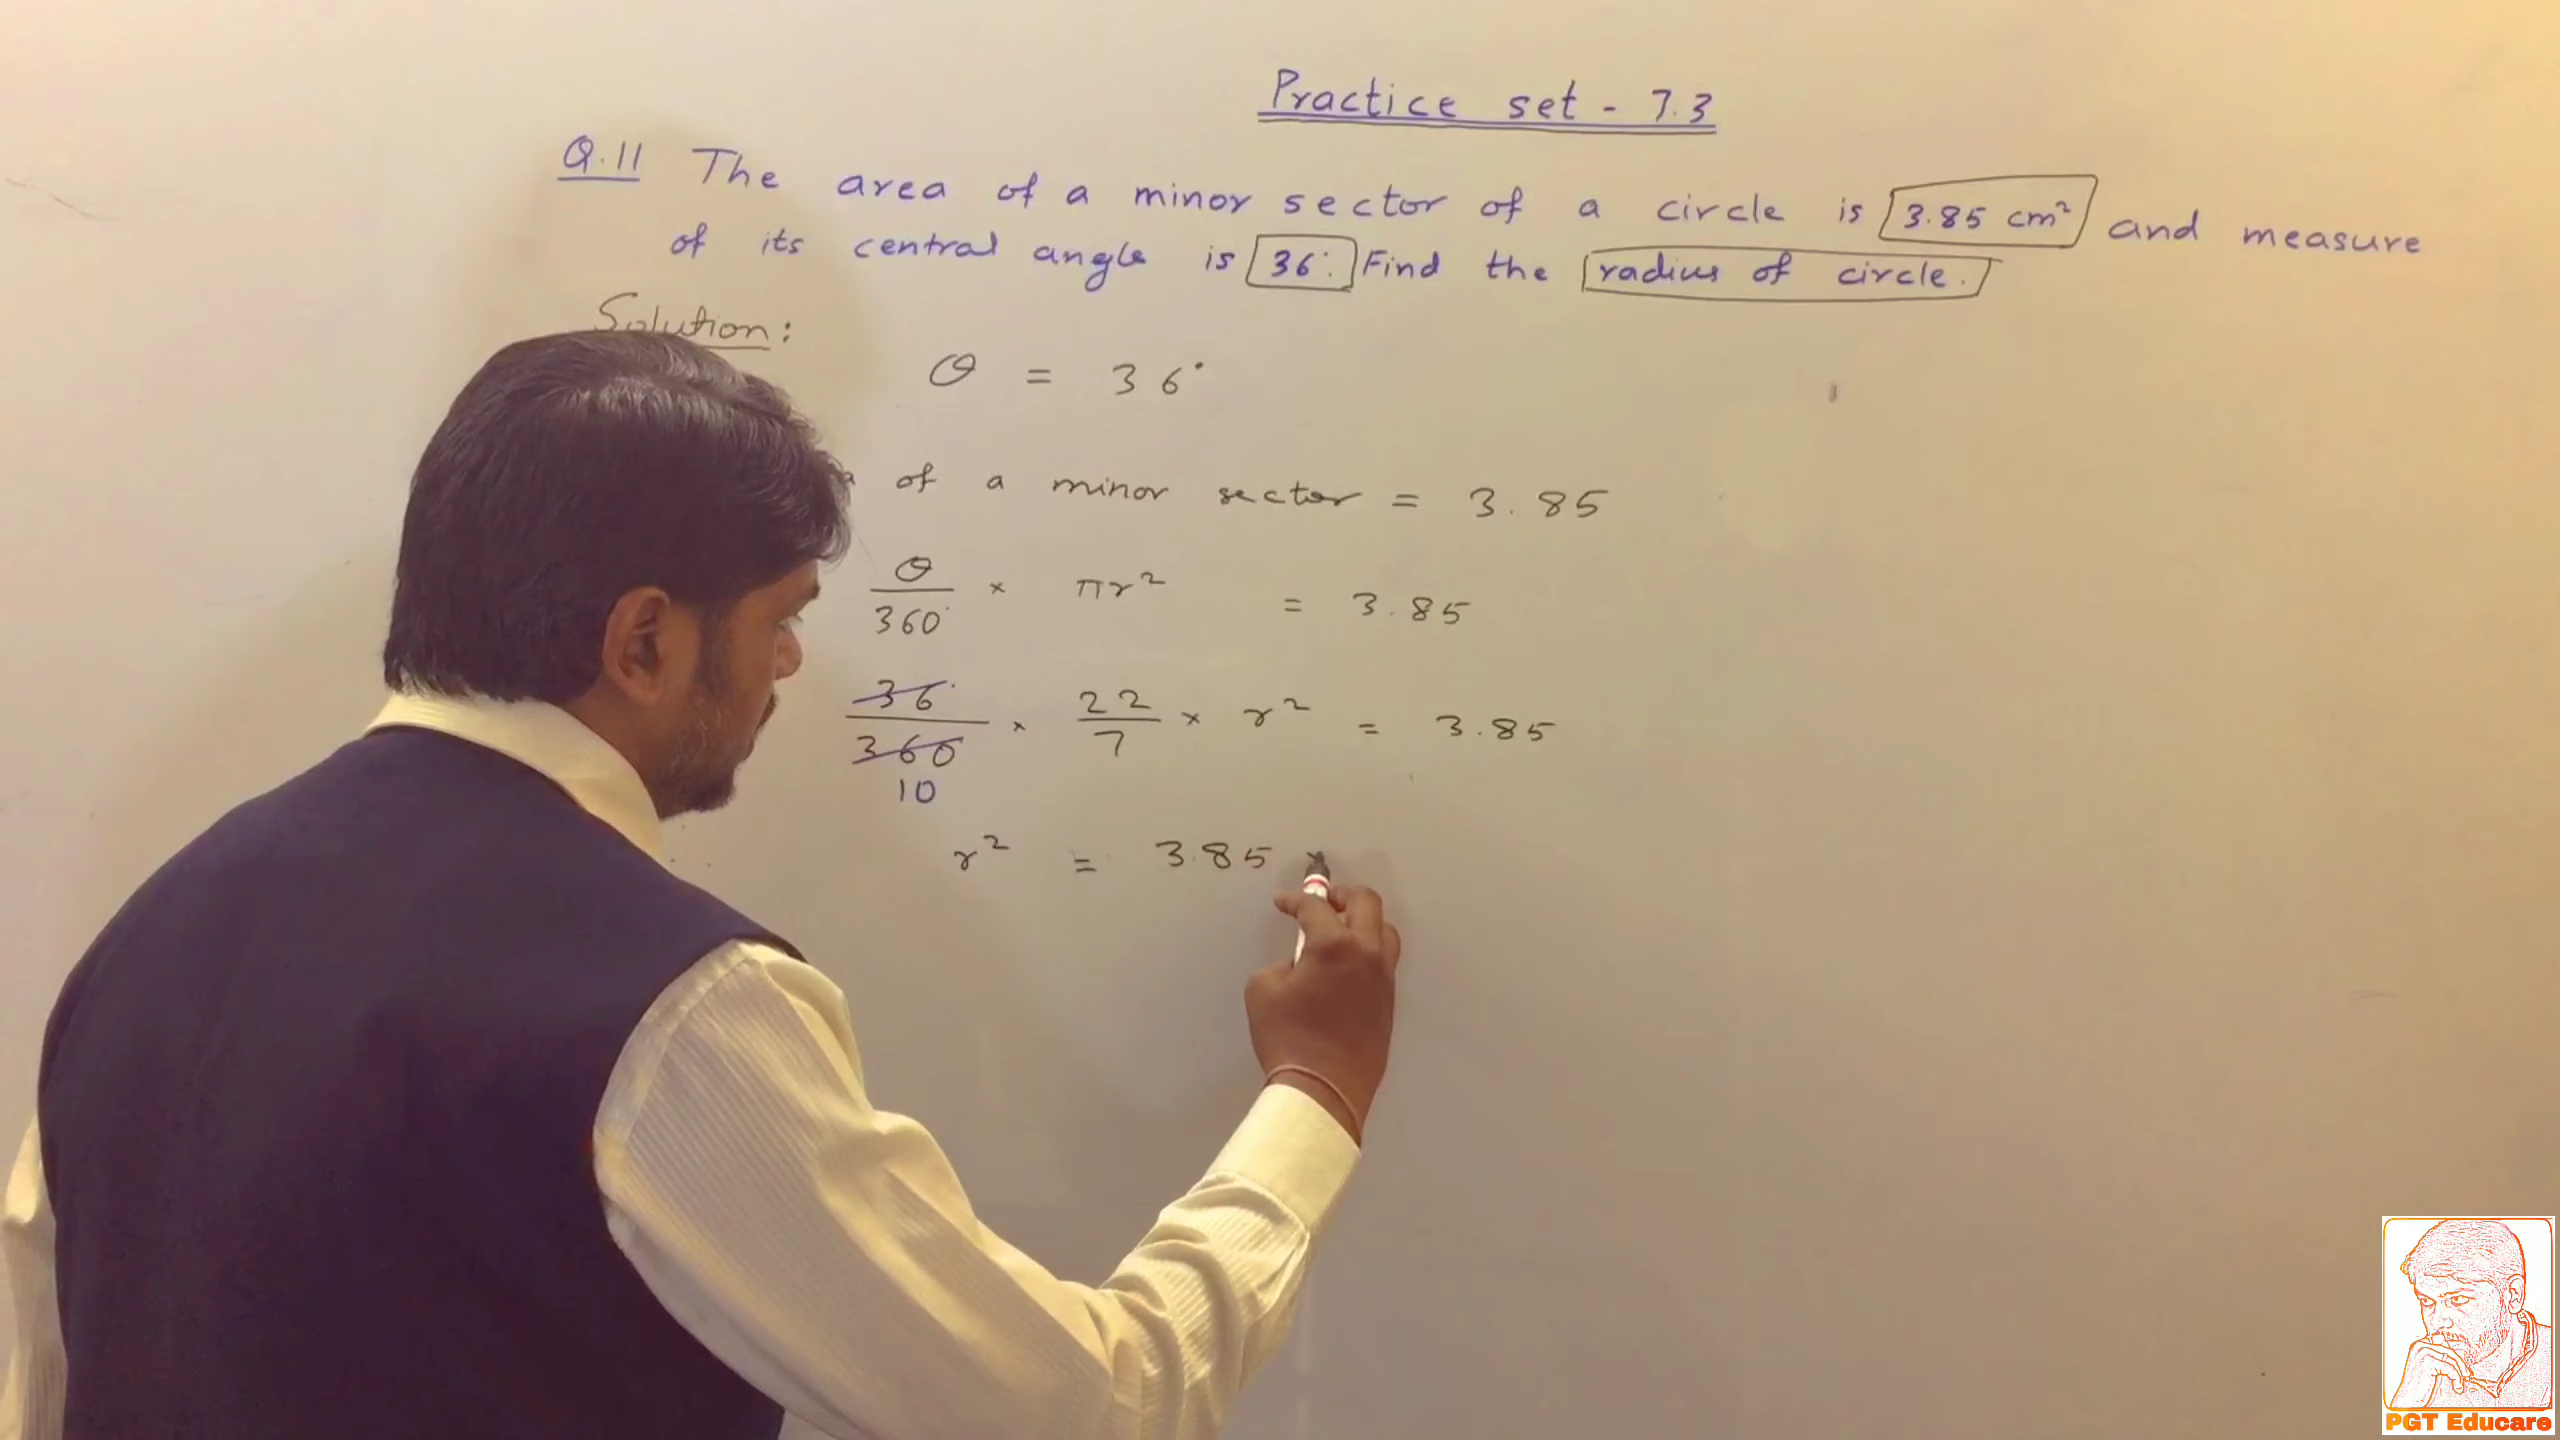 Practice set - 7.3
Q.11 The area of a minor sector of a circle is 3.85 cm² and measure
of its central angle is 36°. Find the radius of circle.
Solution:
θ = 36°
of a minor sector = 3.85
θ/360° × πr² = 3.85
36°/360 × 22/7 × r² = 3.85
10
r² = 3.85 ×
PGT Educare